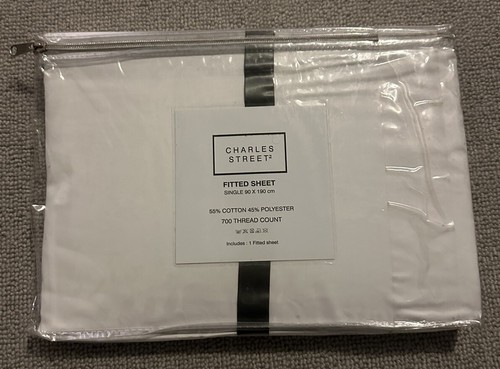 CHARLES
STREET²
FITTED SHEET
SINGLE 90 X 190 cm
55% COTTON 45% POLYESTER
700 THREAD COUNT
Includes : 1 Fitted sheet